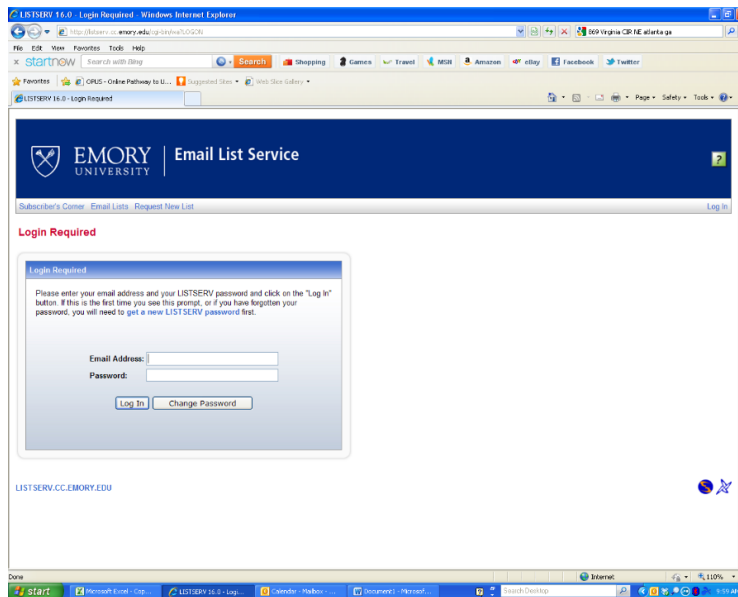 LISTSERV 16.0 - Login Required - Windows Internet Explorer
http://listserv.cc.emory.edu/cgi-bin/wa?LOGON
869 Virginia CIR NE atlanta ga
File Edit View Favorites Tools Help
x startnow Search with Bing Search Shopping Games Travel MSN Amazon eBay Facebook Twitter
Favorites OPUS - Online Pathway to U... Suggested Sites Web Slice Gallery
LISTSERV 16.0 - Login Required
Page Safety Tools
EMORY
UNIVERSITY
Email List Service
?
Subscriber's Corner Email Lists Request New List Log In
Login Required
Login Required
Please enter your email address and your LISTSERV password and click on the "Log In"
button. If this is the first time you see this prompt, or if you have forgotten your
password, you will need to get a new LISTSERV password first.
Email Address:
Password:
Log In Change Password
LISTSERV.CC.EMORY.EDU
Done Internet 110%
start Microsoft Excel - Cop... LISTSERV 16.0 - Logi... Calendar - Mailbox - ... Document1 - Microsof... Search Desktop 9:59 AM